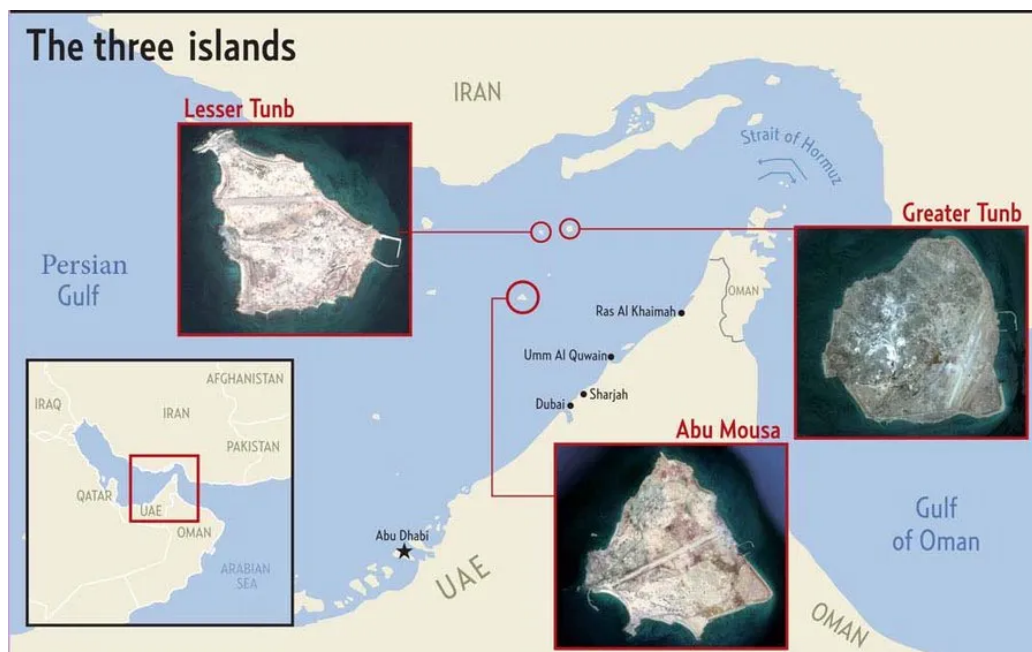 The three islands
IRAN
Lesser Tunb
Strait of Hormuz
Greater Tunb
Persian
Gulf
OMAN
Ras Al Khaimah
Umm Al Quwain
Sharjah
Dubai
Abu Mousa
AFGHANISTAN
IRAQ
IRAN
PAKISTAN
QATAR
UAE
OMAN
ARABIAN
SEA
Abu Dhabi
UAE
Gulf
of Oman
OMAN